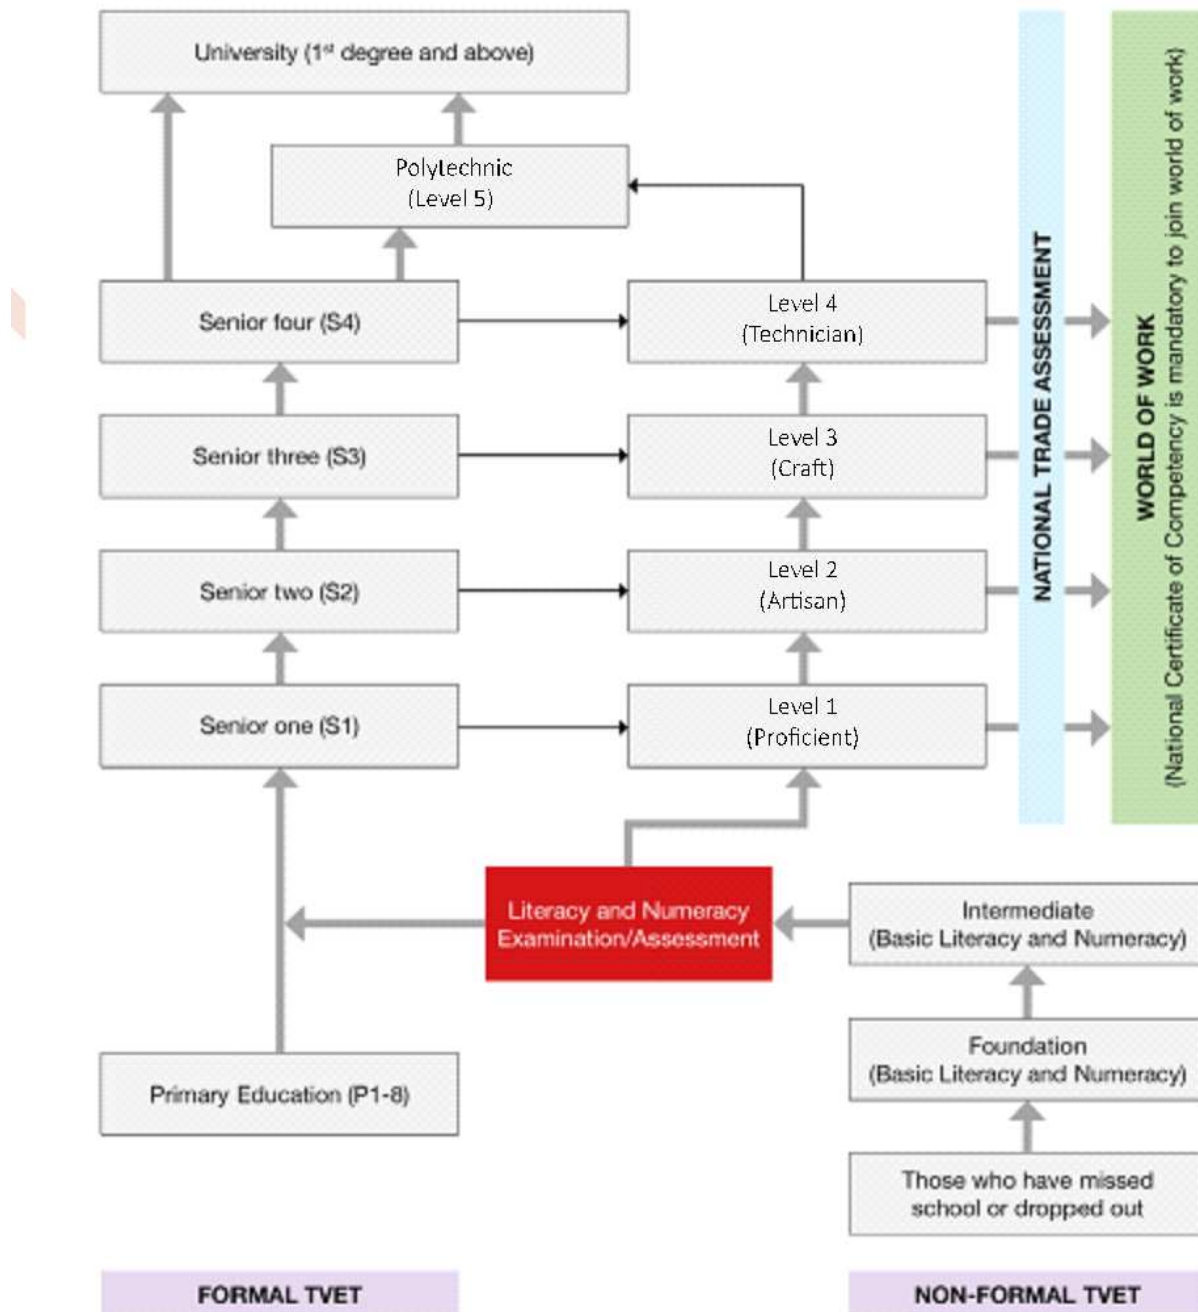 University (1st degree and above)
Polytechnic
(Level 5)
Senior four (S4)
Level 4
(Technician)
Senior three (S3)
Level 3
(Craft)
Senior two (S2)
Level 2
(Artisan)
Senior one (S1)
Level 1
(Proficient)
NATIONAL TRADE ASSESSMENT
WORLD OF WORK
(National Certificate of Competency is mandatory to join world of work)
Literacy and Numeracy
Examination/Assessment
Intermediate
(Basic Literacy and Numeracy)
Foundation
(Basic Literacy and Numeracy)
Primary Education (P1-8)
Those who have missed
school or dropped out
FORMAL TVET
NON-FORMAL TVET